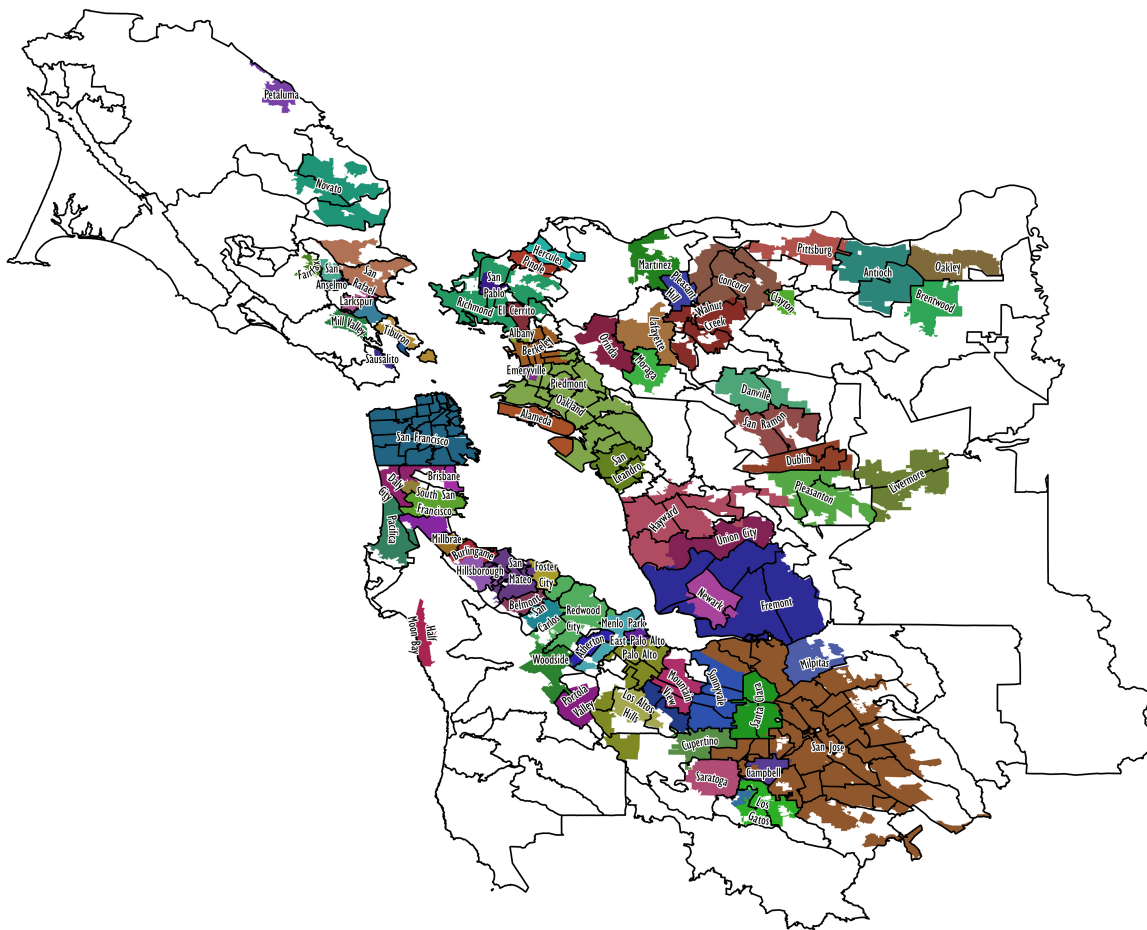 Petaluma
Novato
Fairfax
San
Anselmo
San
Rafael
Larkspur
Mill Valley
Tiburon
Sausalito
Hercules
Pinole
San
Pablo
Richmond
El Cerrito
Albany
Berkeley
Emeryville
Piedmont
Oakland
Alameda
San
Leandro
Martinez
Pleasant
Hill
Concord
Clayton
Walnut
Creek
Lafayette
Orinda
Moraga
Pittsburg
Antioch
Oakley
Brentwood
Danville
San Ramon
Dublin
Pleasanton
Livermore
San Francisco
Daly
City
Brisbane
South San
Francisco
Pacifica
Millbrae
Burlingame
Hillsborough
San
Mateo
Foster
City
Belmont
San
Carlos
Redwood
City
Half
Moon Bay
Hayward
Union City
Newark
Fremont
Menlo Park
Atherton
East Palo Alto
Palo Alto
Woodside
Portola
Valley
Los Altos
Hills
Mountain
View
Sunnyvale
Santa
Clara
Milpitas
Cupertino
San Jose
Saratoga
Campbell
Los
Gatos